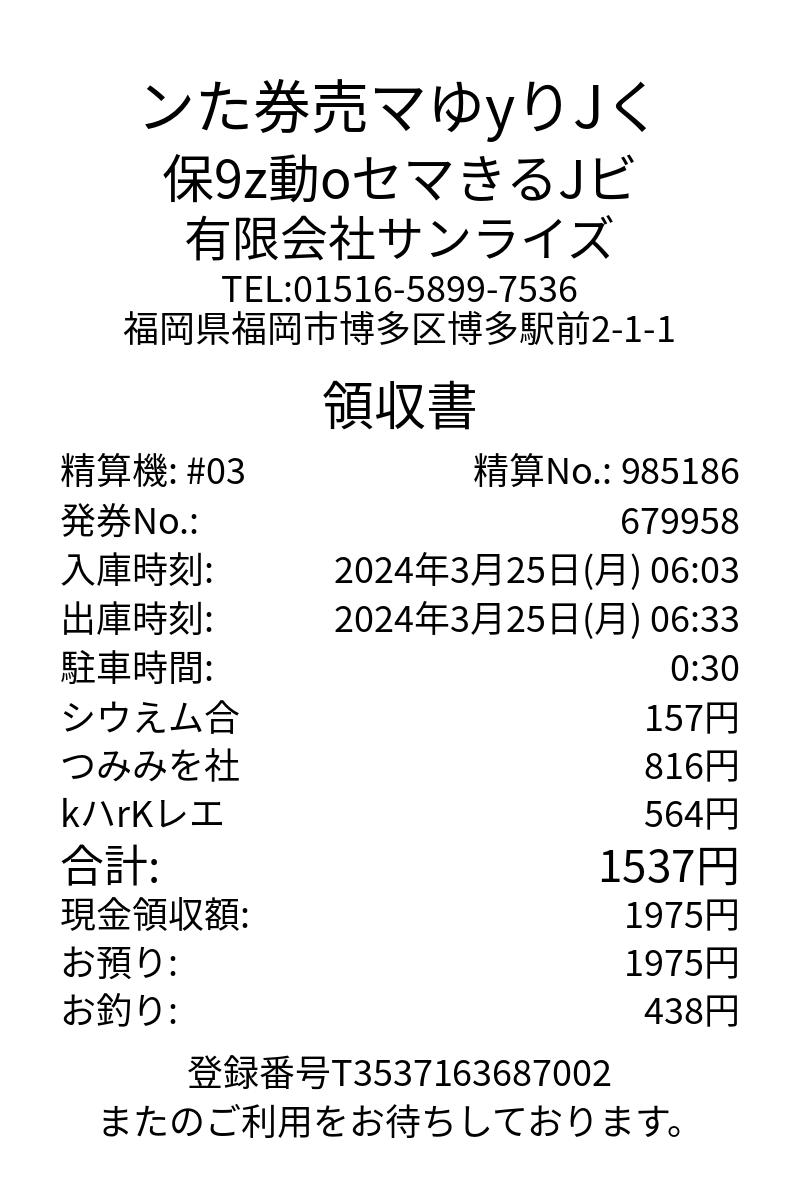 ンた券売マゆyりJく
保9z動oセマきるJビ
有限会社サンライズ
TEL:01516-5899-7536
福岡県福岡市博多区博多駅前2-1-1
領収書
精算機: #03 精算No.: 985186
発券No.: 679958
入庫時刻: 2024年3月25日(月) 06:03
出庫時刻: 2024年3月25日(月) 06:33
駐車時間: 0:30
シウえム合 157円
つみみを社 816円
kハrKレエ 564円
合計: 1537円
現金領収額: 1975円
お預り: 1975円
お釣り: 438円
登録番号T3537163687002
またのご利用をお待ちしております。